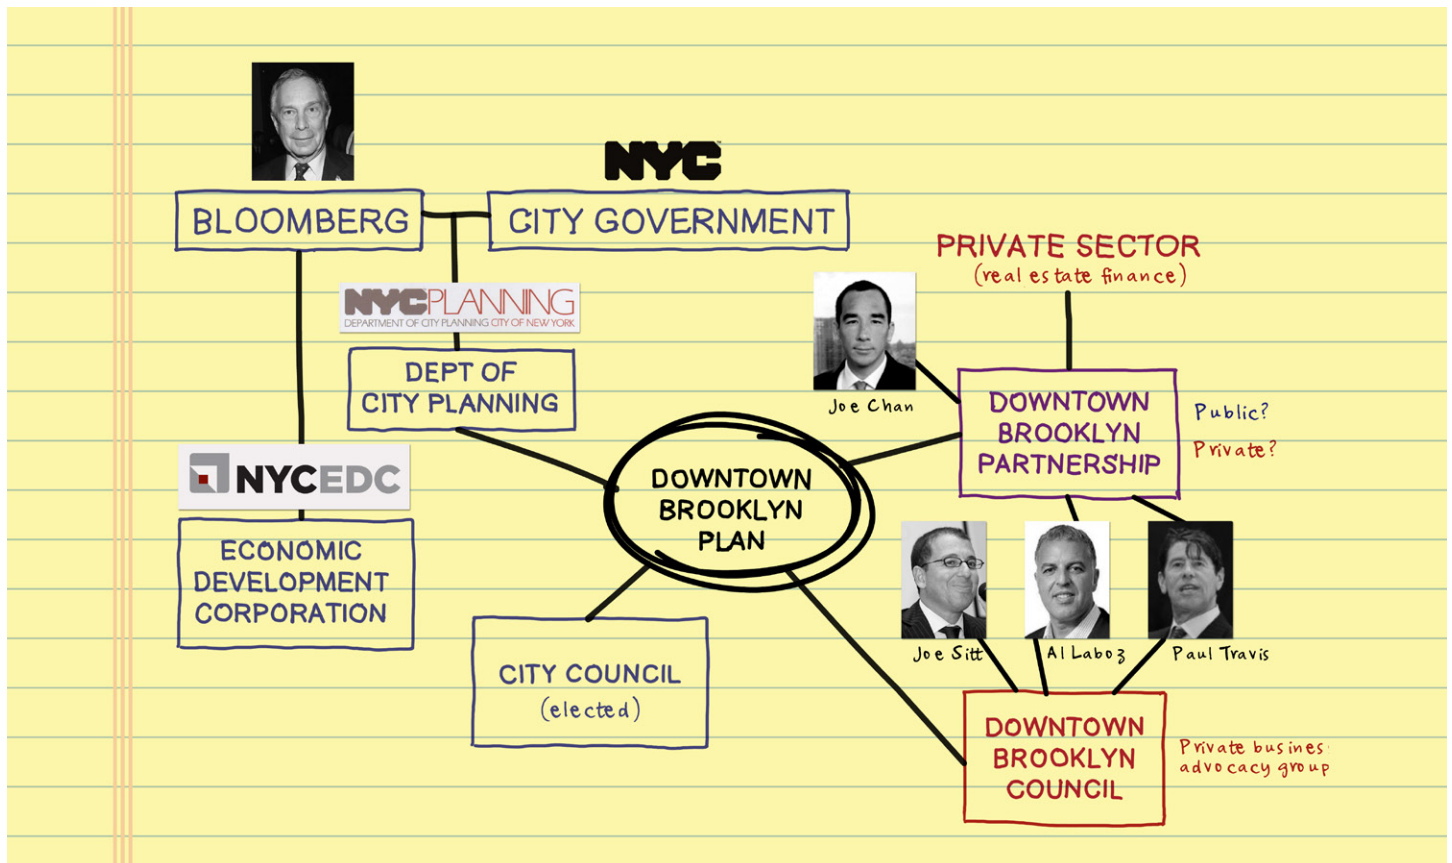 NYC
BLOOMBERG
CITY GOVERNMENT
PRIVATE SECTOR
(real estate finance)
NYCPLANNING
DEPARTMENT OF CITY PLANNING CITY OF NEW YORK
DEPT OF
CITY PLANNING
Joe Chan
DOWNTOWN
BROOKLYN
PARTNERSHIP
Public?
Private?
NYCEDC
DOWNTOWN
BROOKLYN
PLAN
ECONOMIC
DEVELOPMENT
CORPORATION
Joe Sitt
Al Laboz
Paul Travis
CITY COUNCIL
(elected)
DOWNTOWN
BROOKLYN
COUNCIL
Private busines
advocacy group